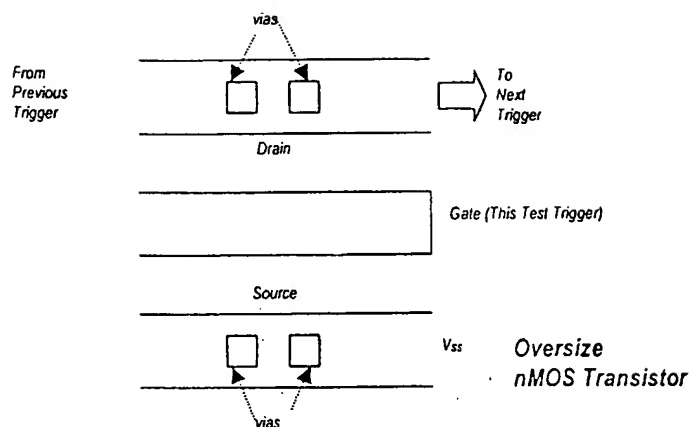 vias
From
Previous
Trigger
To
Next
Trigger
Drain
Gate (This Test Trigger)
Source
Vss
Oversize
nMOS Transistor
vias